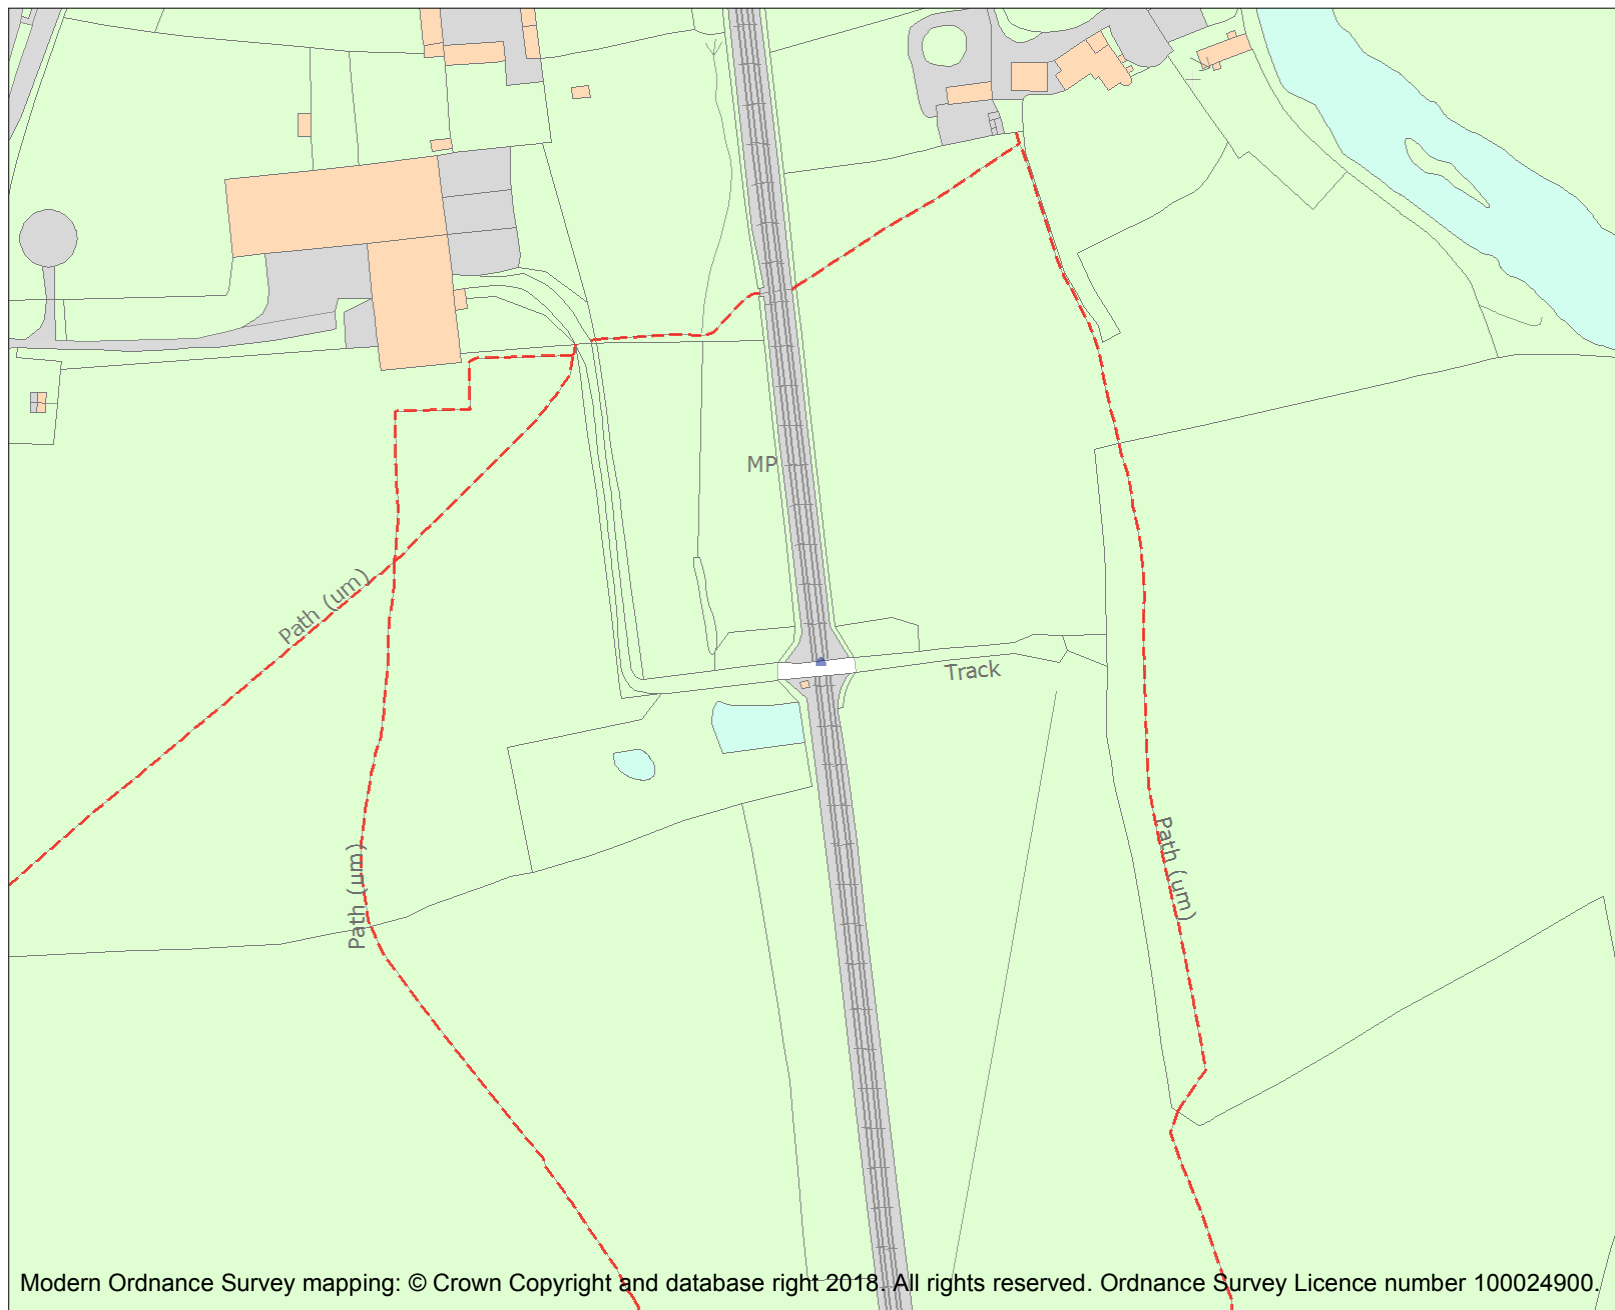 MP
Path (um)
Track
Path (um)
Path (um)
Modern Ordnance Survey mapping: © Crown Copyright and database right 2018. All rights reserved. Ordnance Survey Licence number 100024900.